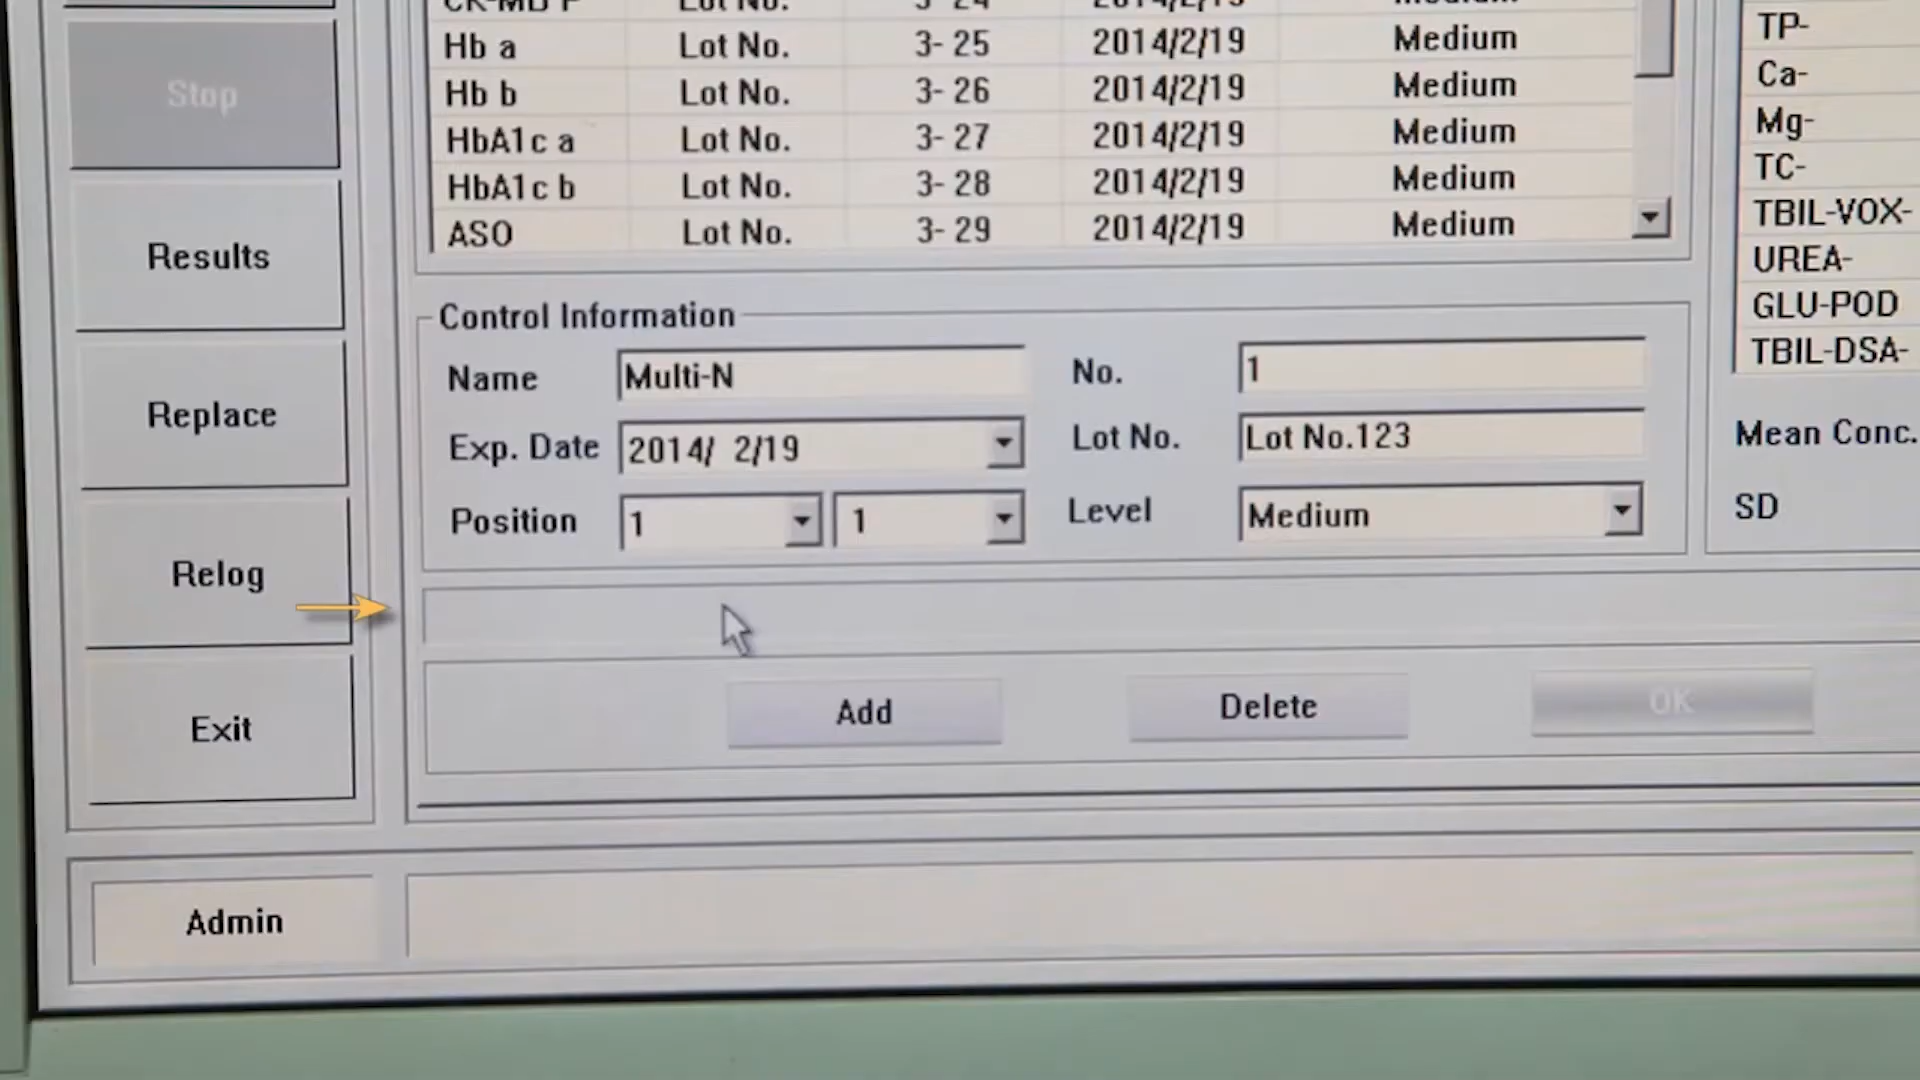 Hb a Lot No. 3- 25 2014/2/19 Medium
Hb b Lot No. 3- 26 2014/2/19 Medium
HbA1c a Lot No. 3- 27 2014/2/19 Medium
HbA1c b Lot No. 3- 28 2014/2/19 Medium
ASO Lot No. 3- 29 2014/2/19 Medium
TP-
Ca-
Mg-
TC-
TBIL-VOX-
UREA-
GLU-POD
TBIL-DSA-
Mean Conc.
SD
Stop
Results
Replace
Relog
Exit
Control Information
Name Multi-N No. 1
Exp. Date 2014/ 2/19 Lot No. Lot No.123
Position 1 1 Level Medium
Add Delete OK
Admin